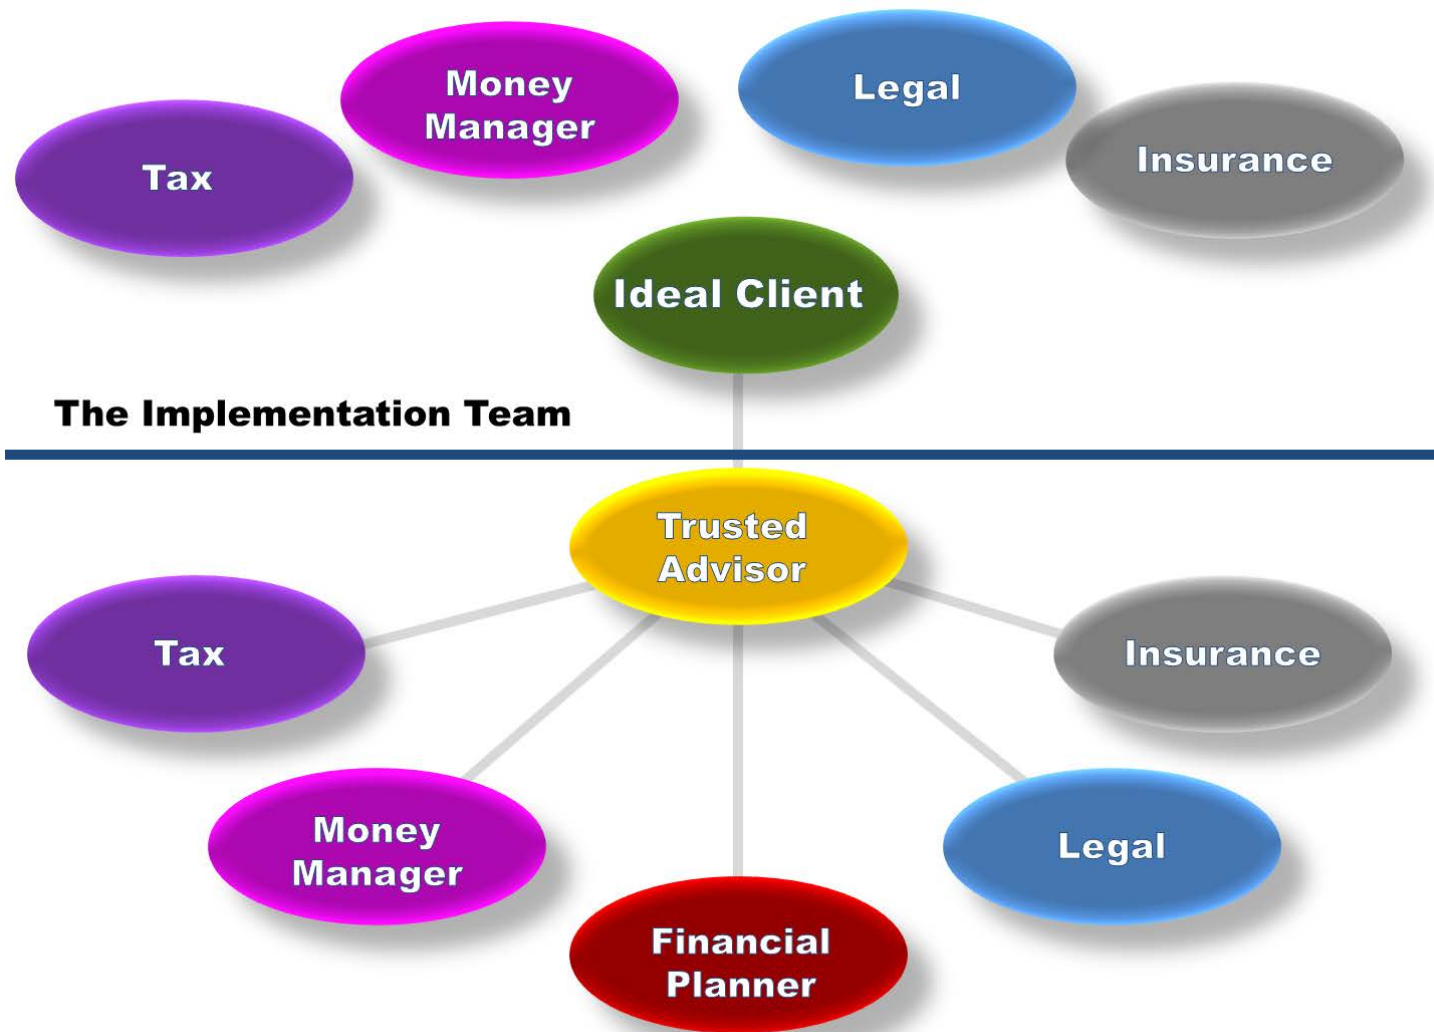 Money
Manager
Legal
Tax
Insurance
Ideal Client
The Implementation Team
Trusted
Advisor
Tax
Insurance
Money
Manager
Legal
Financial
Planner